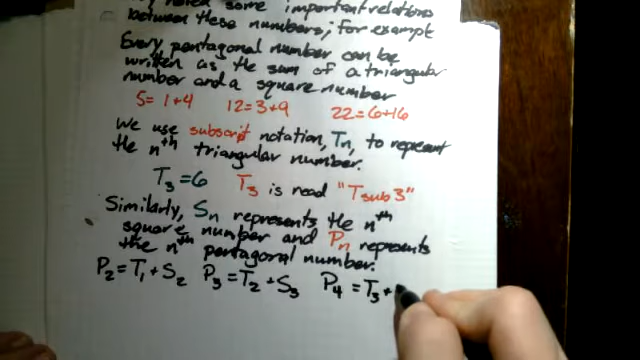 noted some important relations
between these numbers; for exampt
Every pentagonal number can be
written as the sum of a triangular
number and a square number
5=1+4 12=3+9 22=6+16
We use subscript notation, Tn, to represent
the nth triangular number.
T3=6 T3 is read "Tsub3"
Similarly, Sn represents the nth
square number and Pn represents
the nth pentagonal number.
P2=T1+S2 P3=T2+S3 P4=T3+